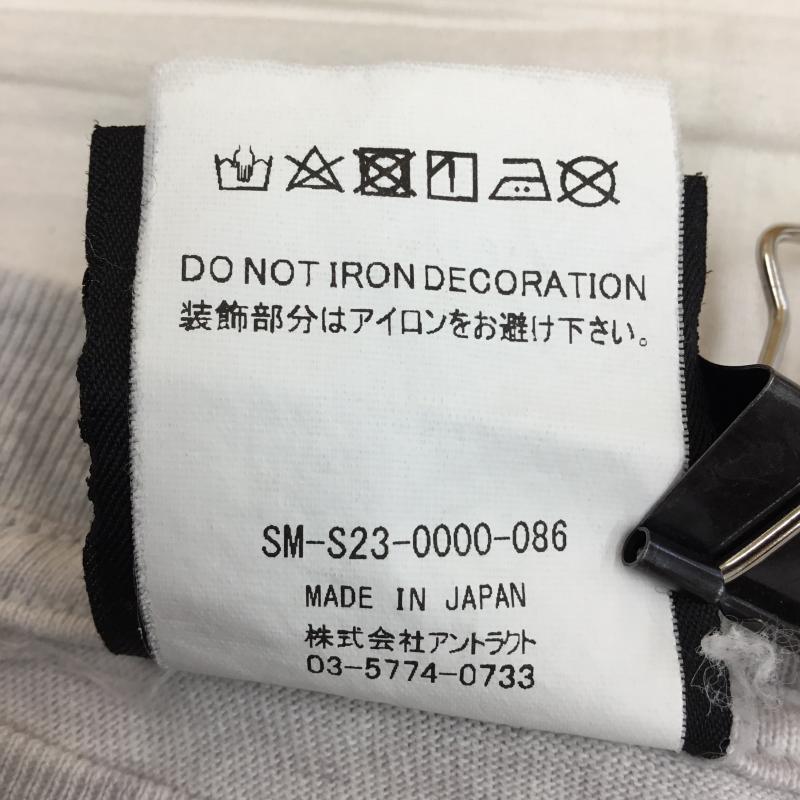 DO NOT IRON DECORATION
装飾部分はアイロンをお避け下さい。
SM-S23-0000-086
MADE IN JAPAN
株式会社アントラクト
03-5774-0733